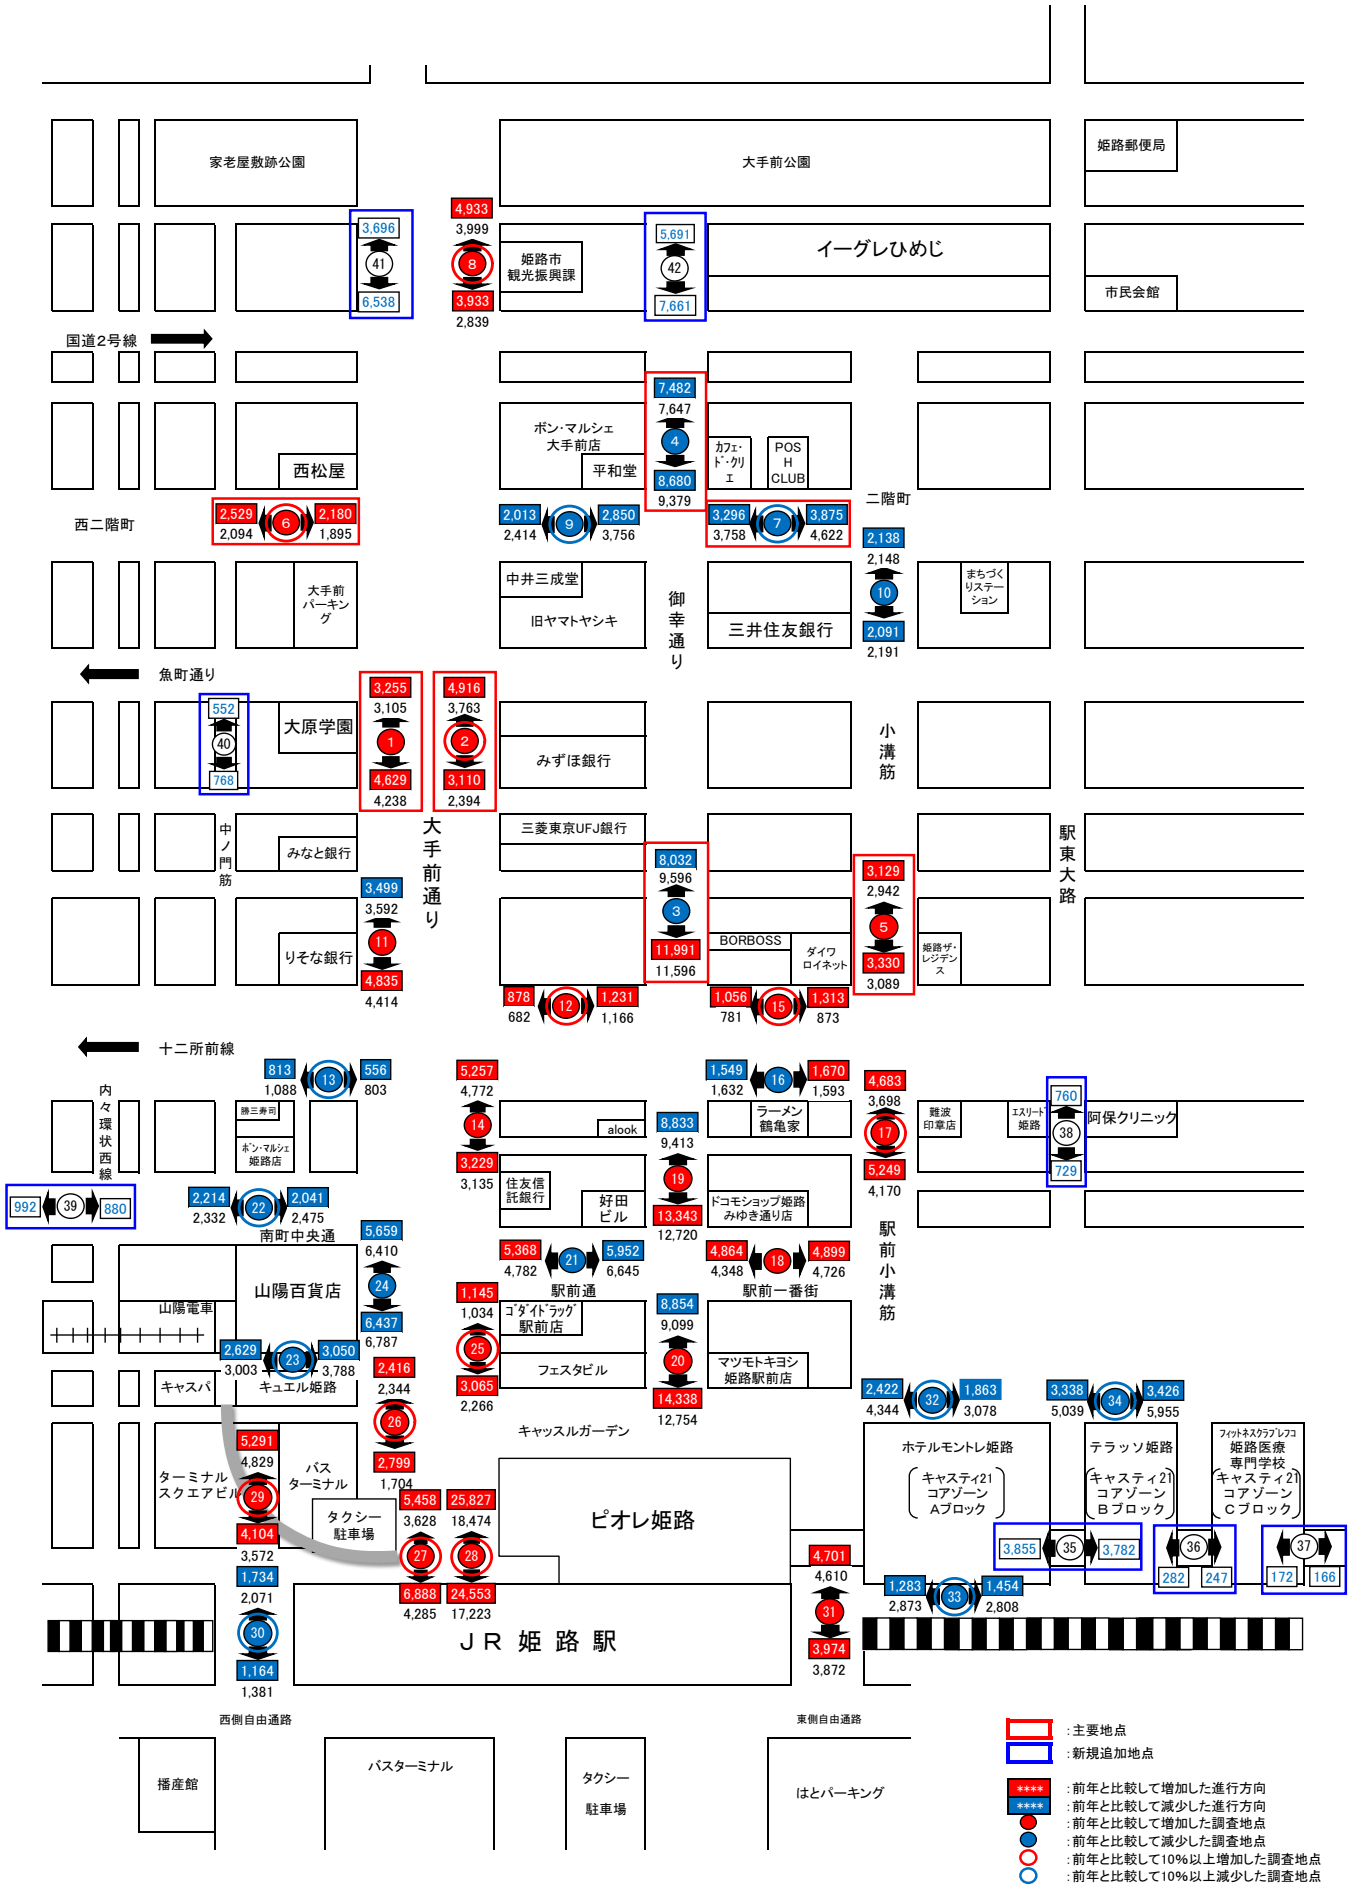 家老屋敷跡公園
大手前公園
姫路郵便局
4,933
3,999
8
3,933
2,839
3,696
41
6,538
姫路市
観光振興課
5,691
42
7,661
イーグレひめじ
市民会館
国道2号線
7,482
7,647
4
8,680
9,379
ボン・マルシェ
大手前店
平和堂
カフェ・
ド・クリ
エ
POS
H
CLUB
西松屋
二階町
西二階町
2,529
2,094
6
2,180
1,895
2,013
2,414
9
2,850
3,756
3,296
3,758
7
3,875
4,622
2,138
2,148
10
2,091
2,191
大手前
パーキン
グ
中井三成堂
旧ヤマトヤシキ
御幸通り
三井住友銀行
まちづく
りステー
ション
魚町通り
552
40
768
大原学園
3,255
3,105
1
4,629
4,238
4,916
3,763
2
3,110
2,394
みずほ銀行
小溝筋
中ノ門筋
みなと銀行
大手前通り
三菱東京UFJ銀行
8,032
9,596
3
11,991
11,596
3,129
2,942
5
3,330
3,089
駅東大路
3,499
3,592
11
4,835
4,414
りそな銀行
BORBOSS
ダイワ
ロイネット
姫路ザ・
レジデン
ス
878
682
12
1,231
1,166
1,056
781
15
1,313
873
十二所前線
内々環状西線
813
1,088
13
556
803
5,257
4,772
14
3,229
3,135
1,549
1,632
16
1,670
1,593
4,683
3,698
17
5,249
4,170
760
38
729
勝三寿司
ボン・マルシェ
姫路店
alook
8,833
9,413
19
13,343
12,720
ラーメン
鶴亀家
難波
印章店
エスリード
姫路
阿保クリニック
住友信
託銀行
好田
ビル
ドコモショップ姫路
みゆき通り店
992
39
880
2,214
2,332
22
2,041
2,475
南町中央通
5,659
6,410
24
6,437
6,787
5,368
4,782
21
5,952
6,645
駅前通
4,864
4,348
18
4,899
4,726
駅前一番街
駅前小溝筋
山陽百貨店
山陽電車
1,145
1,034
25
3,065
2,266
ゴダイドラッグ
駅前店
フェスタビル
8,854
9,099
20
14,338
12,754
マツモトキヨシ
姫路駅前店
2,629
3,003
23
3,050
3,788
キャスパ
キュエル姫路
2,416
2,344
26
2,799
1,704
キャッスルガーデン
2,422
4,344
32
1,863
3,078
3,338
5,039
34
3,426
5,955
5,291
4,829
29
4,104
3,572
ターミナル
スクエアビル
バス
ターミナル
タクシー
駐車場
5,458
3,628
27
6,888
4,285
25,827
18,474
28
24,553
17,223
ピオレ姫路
ホテルモントレ姫路
キャスティ21
コアゾーン
Aブロック
テラッソ姫路
キャスティ21
コアゾーン
Bブロック
フィットネスクラブレフコ
姫路医療
専門学校
キャスティ21
コアゾーン
Cブロック
3,855
35
3,782
36
282
247
37
172
166
1,734
2,071
30
1,164
1,381
JR姫路駅
4,701
4,610
31
3,974
3,872
1,283
2,873
33
1,454
2,808
西側自由通路
東側自由通路
播産館
バスターミナル
タクシー
駐車場
はとパーキング
:主要地点
:新規追加地点
**** :前年と比較して増加した進行方向
**** :前年と比較して減少した進行方向
:前年と比較して増加した調査地点
:前年と比較して減少した調査地点
:前年と比較して10%以上増加した調査地点
:前年と比較して10%以上減少した調査地点